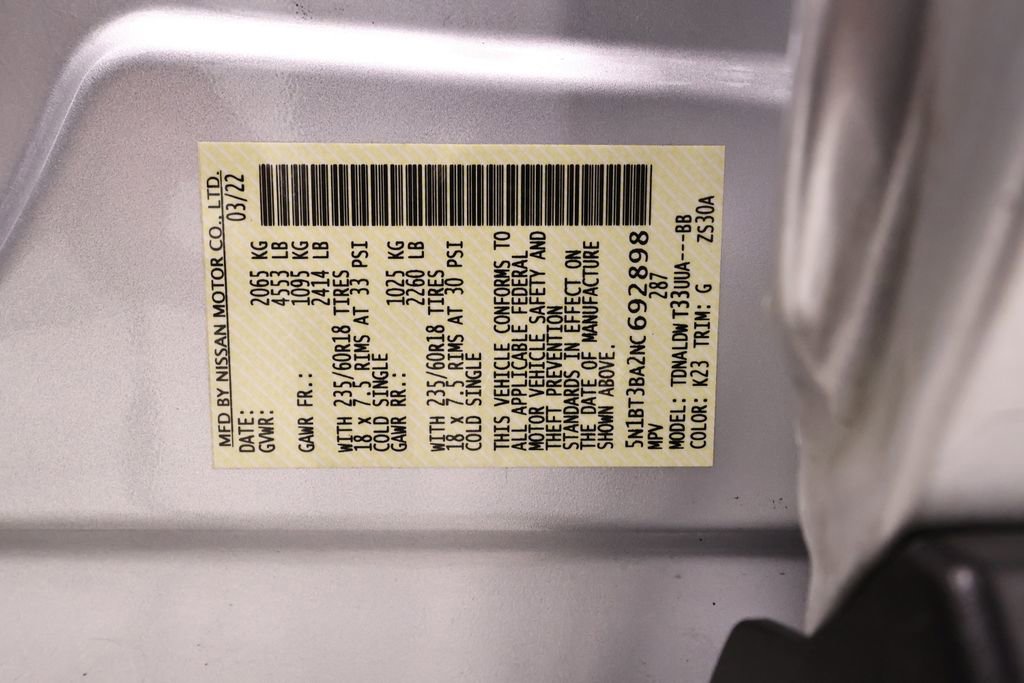 MFD BY NISSAN MOTOR CO., LTD.
DATE: 03/22
GVWR: 2065 KG
4553 LB
GAWR FR.: 1095 KG
2414 LB
WITH 235/60R18 TIRES
18 X 7.5 RIMS AT 33 PSI
COLD SINGLE
GAWR RR.: 1025 KG
2260 LB
WITH 235/60R18 TIRES
18 X 7.5 RIMS AT 30 PSI
COLD SINGLE
THIS VEHICLE CONFORMS TO
ALL APPLICABLE FEDERAL
MOTOR VEHICLE SAFETY AND
THEFT PREVENTION
STANDARDS IN EFFECT ON
THE DATE OF MANUFACTURE
SHOWN ABOVE.
5N1BT3BA2NC692898
MPV 287
MODEL: TDNALDW T33UUA---BB
COLOR: K23 TRIM: G ZS30A